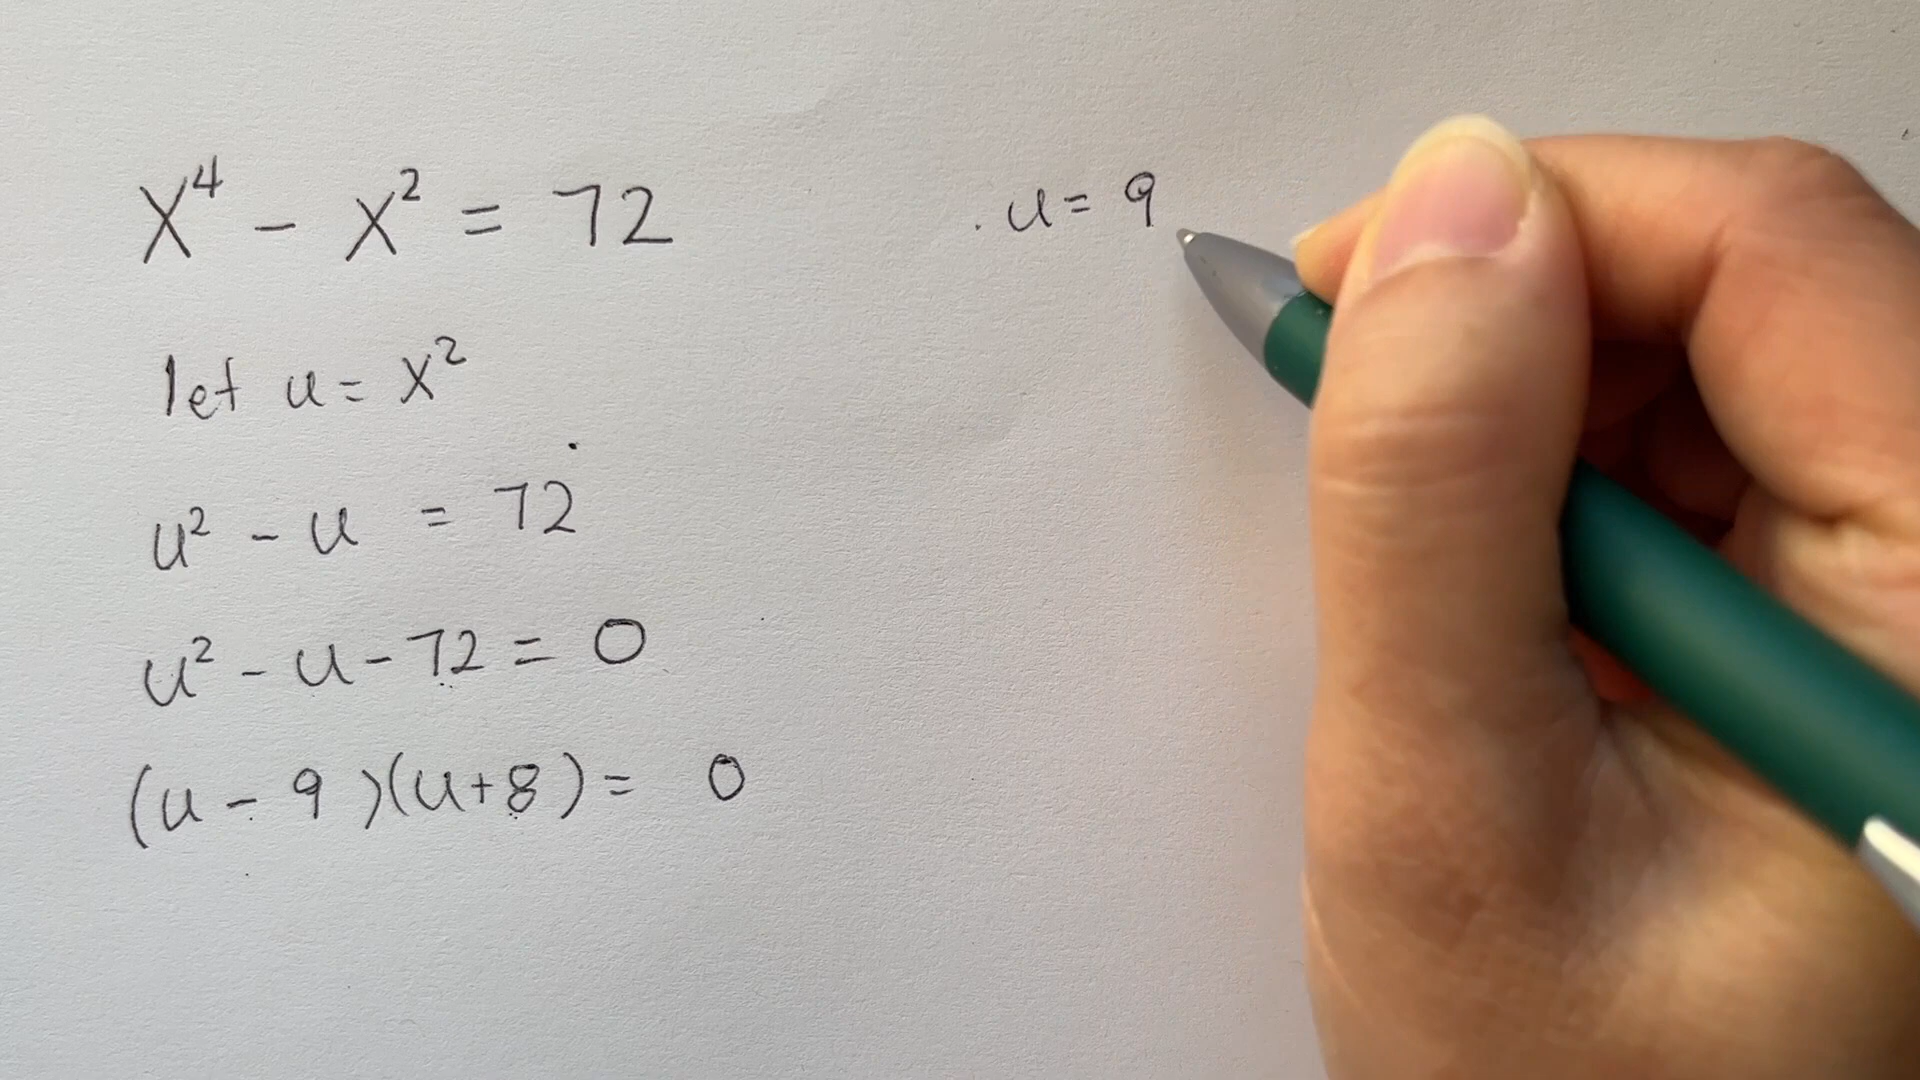 x⁴ - x² = 72
let u = x²
u² - u = 72
u² - u - 72 = 0
(u - 9)(u + 8) = 0
u = 9